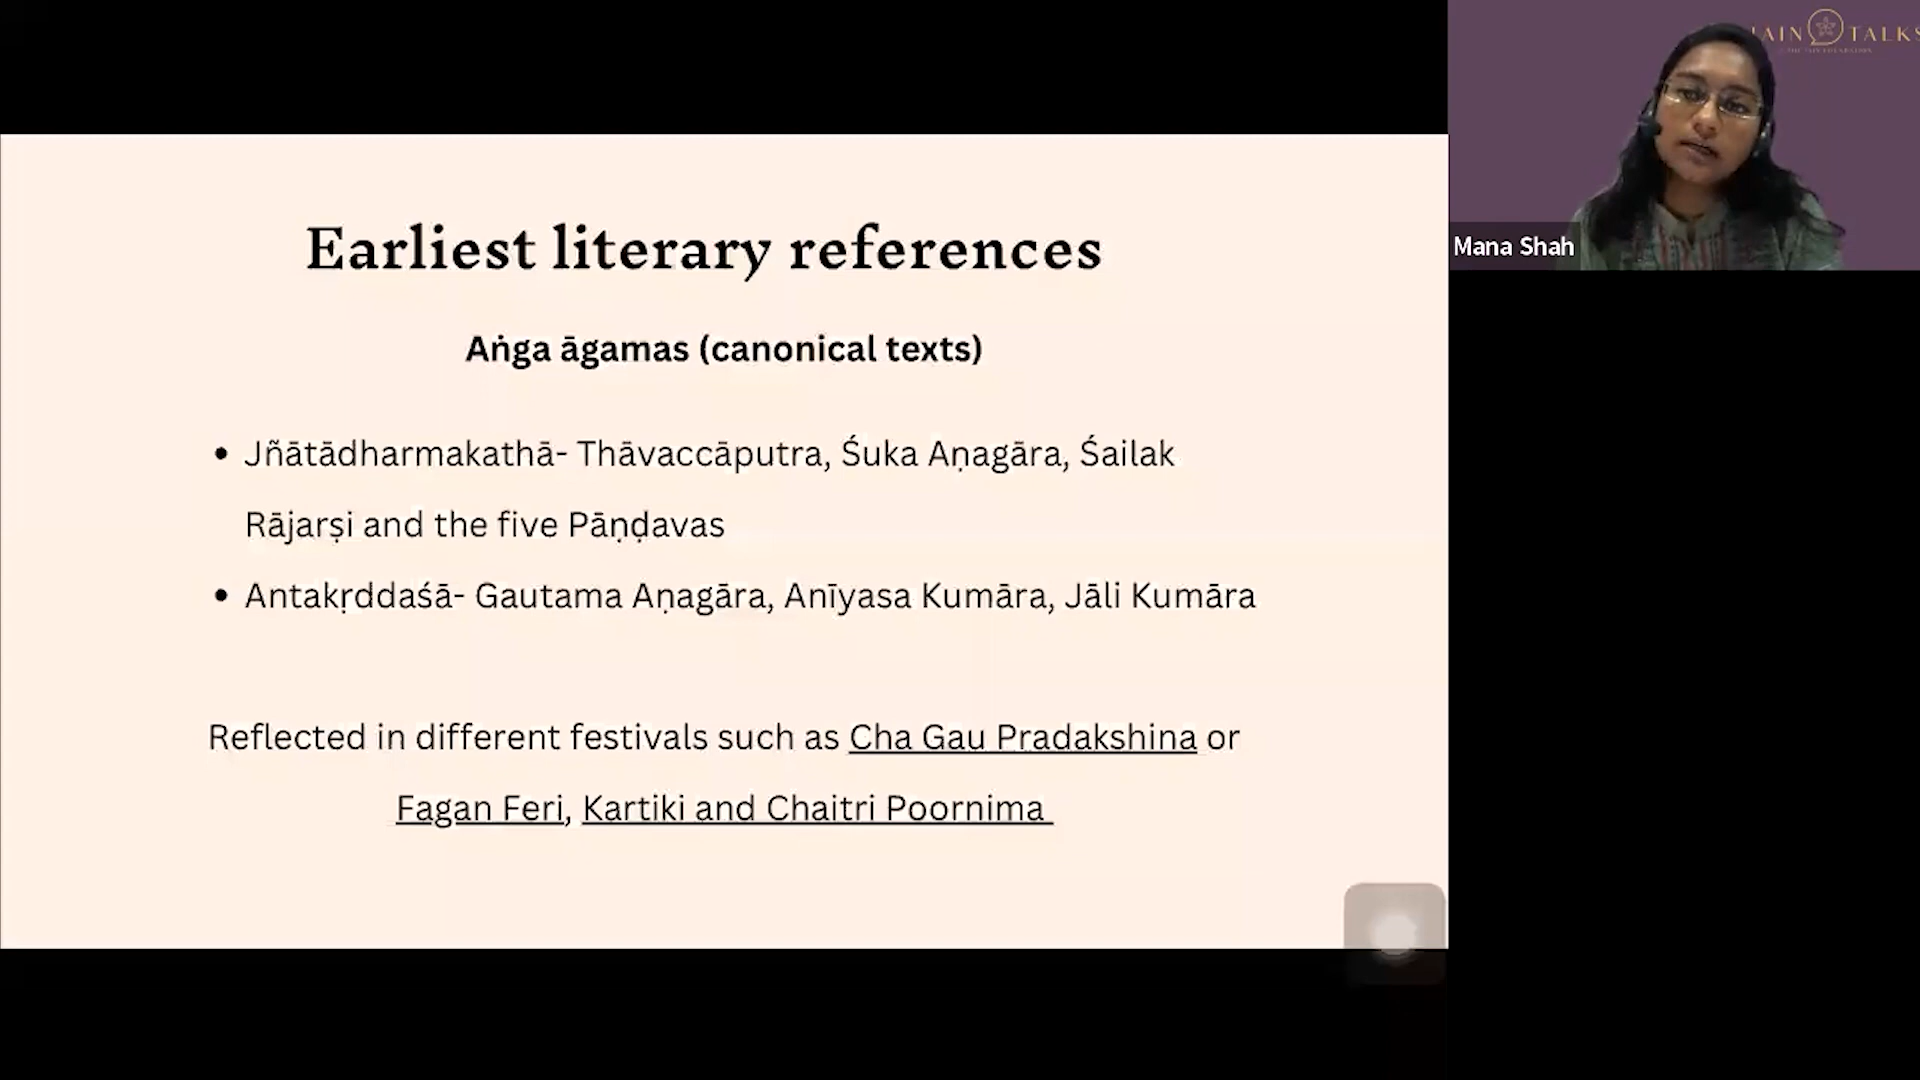 Earliest literary references
Aṅga āgamas (canonical texts)
• Jñātādharmakathā- Thāvaccāputra, Śuka Aṇagāra, Śailak
Rājarṣi and the five Pāṇḍavas
• Antakṛddaśā- Gautama Aṇagāra, Anīyasa Kumāra, Jāli Kumāra
Reflected in different festivals such as Cha Gau Pradakshina or
Fagan Feri, Kartiki and Chaitri Poornima
TALKS
Mana Shah